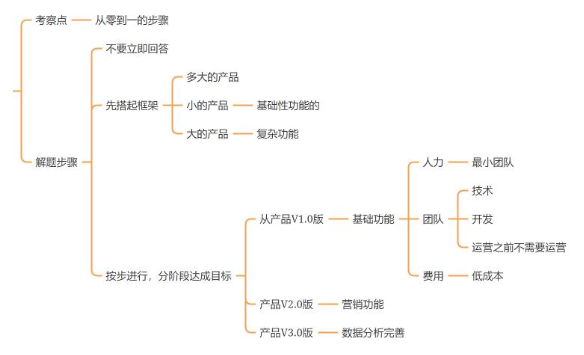 考察点
从零到一的步骤
解题步骤
不要立即回答
先搭起框架
多大的产品
小的产品
基础性功能的
大的产品
复杂功能
按步进行，分阶段达成目标
从产品V1.0版
基础功能
人力
最小团队
团队
技术
开发
运营之前不需要运营
费用
低成本
产品V2.0版
营销功能
产品V3.0版
数据分析完善